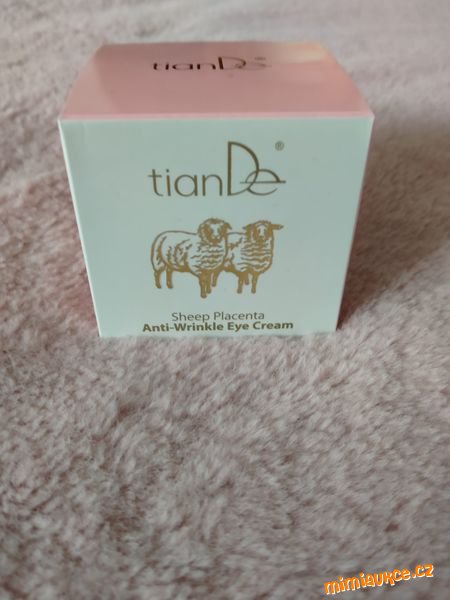 tianDe®
tianDe®
Sheep Placenta
Anti-Wrinkle Eye Cream
mimiaukce.cz